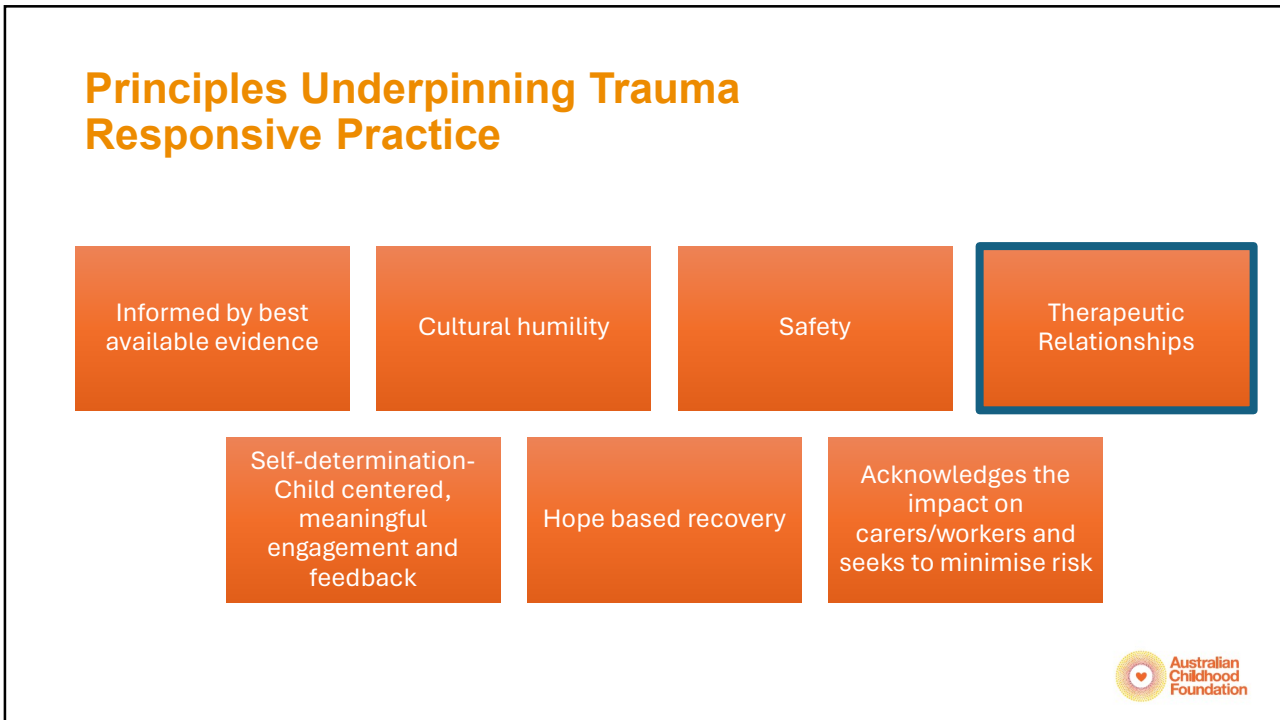 Principles Underpinning Trauma
Responsive Practice
Informed by best
available evidence
Cultural humility
Safety
Therapeutic
Relationships
Self-determination-
Child centered,
meaningful
engagement and
feedback
Hope based recovery
Acknowledges the
impact on
carers/workers and
seeks to minimise risk
Australian
Childhood
Foundation